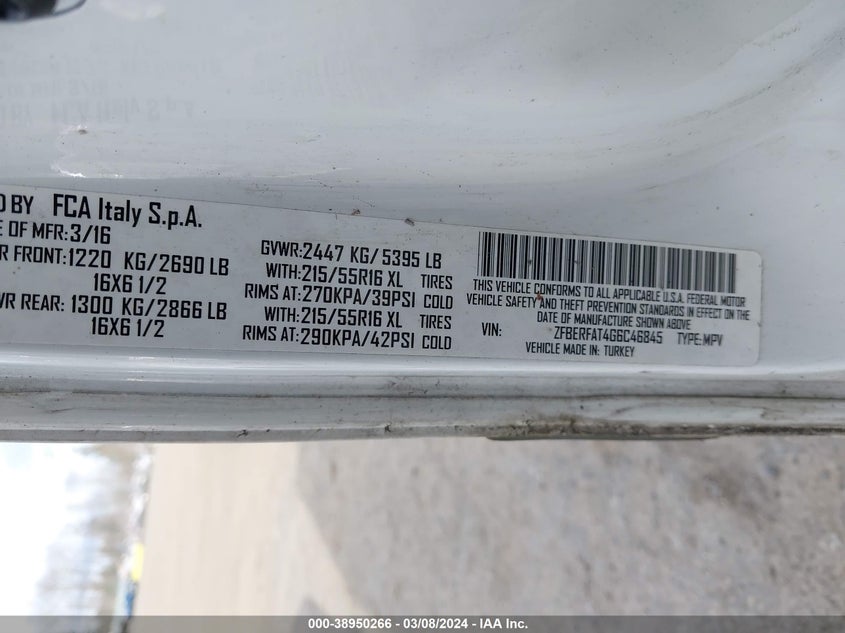 D BY FCA Italy S.p.A.
E OF MFR:3/16
R FRONT:1220 KG/2690 LB
16X6 1/2
WR REAR: 1300 KG/2866 LB
16X6 1/2
GVWR:2447 KG/5395 LB
WITH:215/55R16 XL TIRES
RIMS AT:270KPA/39PSI COLD
WITH:215/55R16 XL TIRES
RIMS AT:290KPA/42PSI COLD
THIS VEHICLE CONFORMS TO ALL APPLICABLE U.S.A. FEDERAL MOTOR
VEHICLE SAFETY AND THEFT PREVENTION STANDARDS IN EFFECT ON THE
DATE OF MANUFACTURE SHOWN ABOVE
VIN: ZFBERFAT4G6C46845 TYPE:MPV
VEHICLE MADE IN: TURKEY
000-38950266 - 03/08/2024 - IAA Inc.